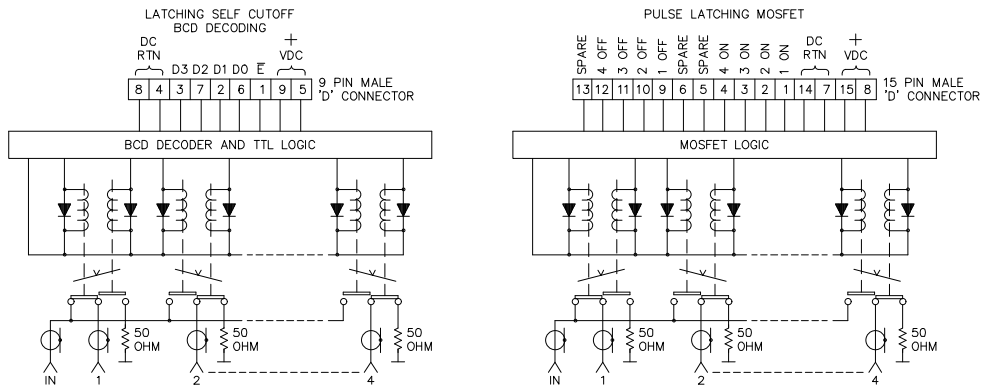 LATCHING SELF CUTOFF
BCD DECODING
DC
RTN
D3 D2 D1 D0 E̅
+
VDC
8 4 3 7 2 6 1 9 5
9 PIN MALE
'D' CONNECTOR
BCD DECODER AND TTL LOGIC
50
OHM
50
OHM
50
OHM
IN 1 2 4
PULSE LATCHING MOSFET
SPARE
4 OFF
3 OFF
2 OFF
1 OFF
SPARE
SPARE
4 ON
3 ON
2 ON
1 ON
DC
RTN
+
VDC
13 12 11 10 9 6 5 4 3 2 1 14 7 15 8
15 PIN MALE
'D' CONNECTOR
MOSFET LOGIC
50
OHM
50
OHM
50
OHM
IN 1 2 4